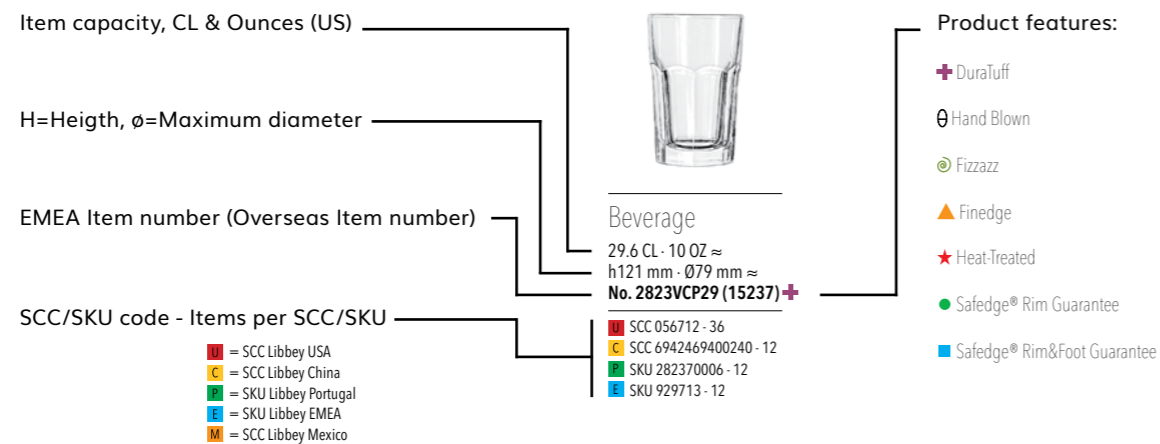 Item capacity, CL & Ounces (US)
H=Heigth, ø=Maximum diameter
EMEA Item number (Overseas Item number)
SCC/SKU code - Items per SCC/SKU
U = SCC Libbey USA
C = SCC Libbey China
P = SKU Libbey Portugal
E = SKU Libbey EMEA
M = SCC Libbey Mexico
Beverage
29.6 CL · 10 OZ ≈
h121 mm · Ø79 mm ≈
No. 2823VCP29 (15237)
U SCC 056712 - 36
C SCC 6942469400240 - 12
P SKU 282370006 - 12
E SKU 929713 - 12
Product features:
DuraTuff
Hand Blown
Fizzazz
Finedge
Heat-Treated
Safedge® Rim Guarantee
Safedge® Rim&Foot Guarantee